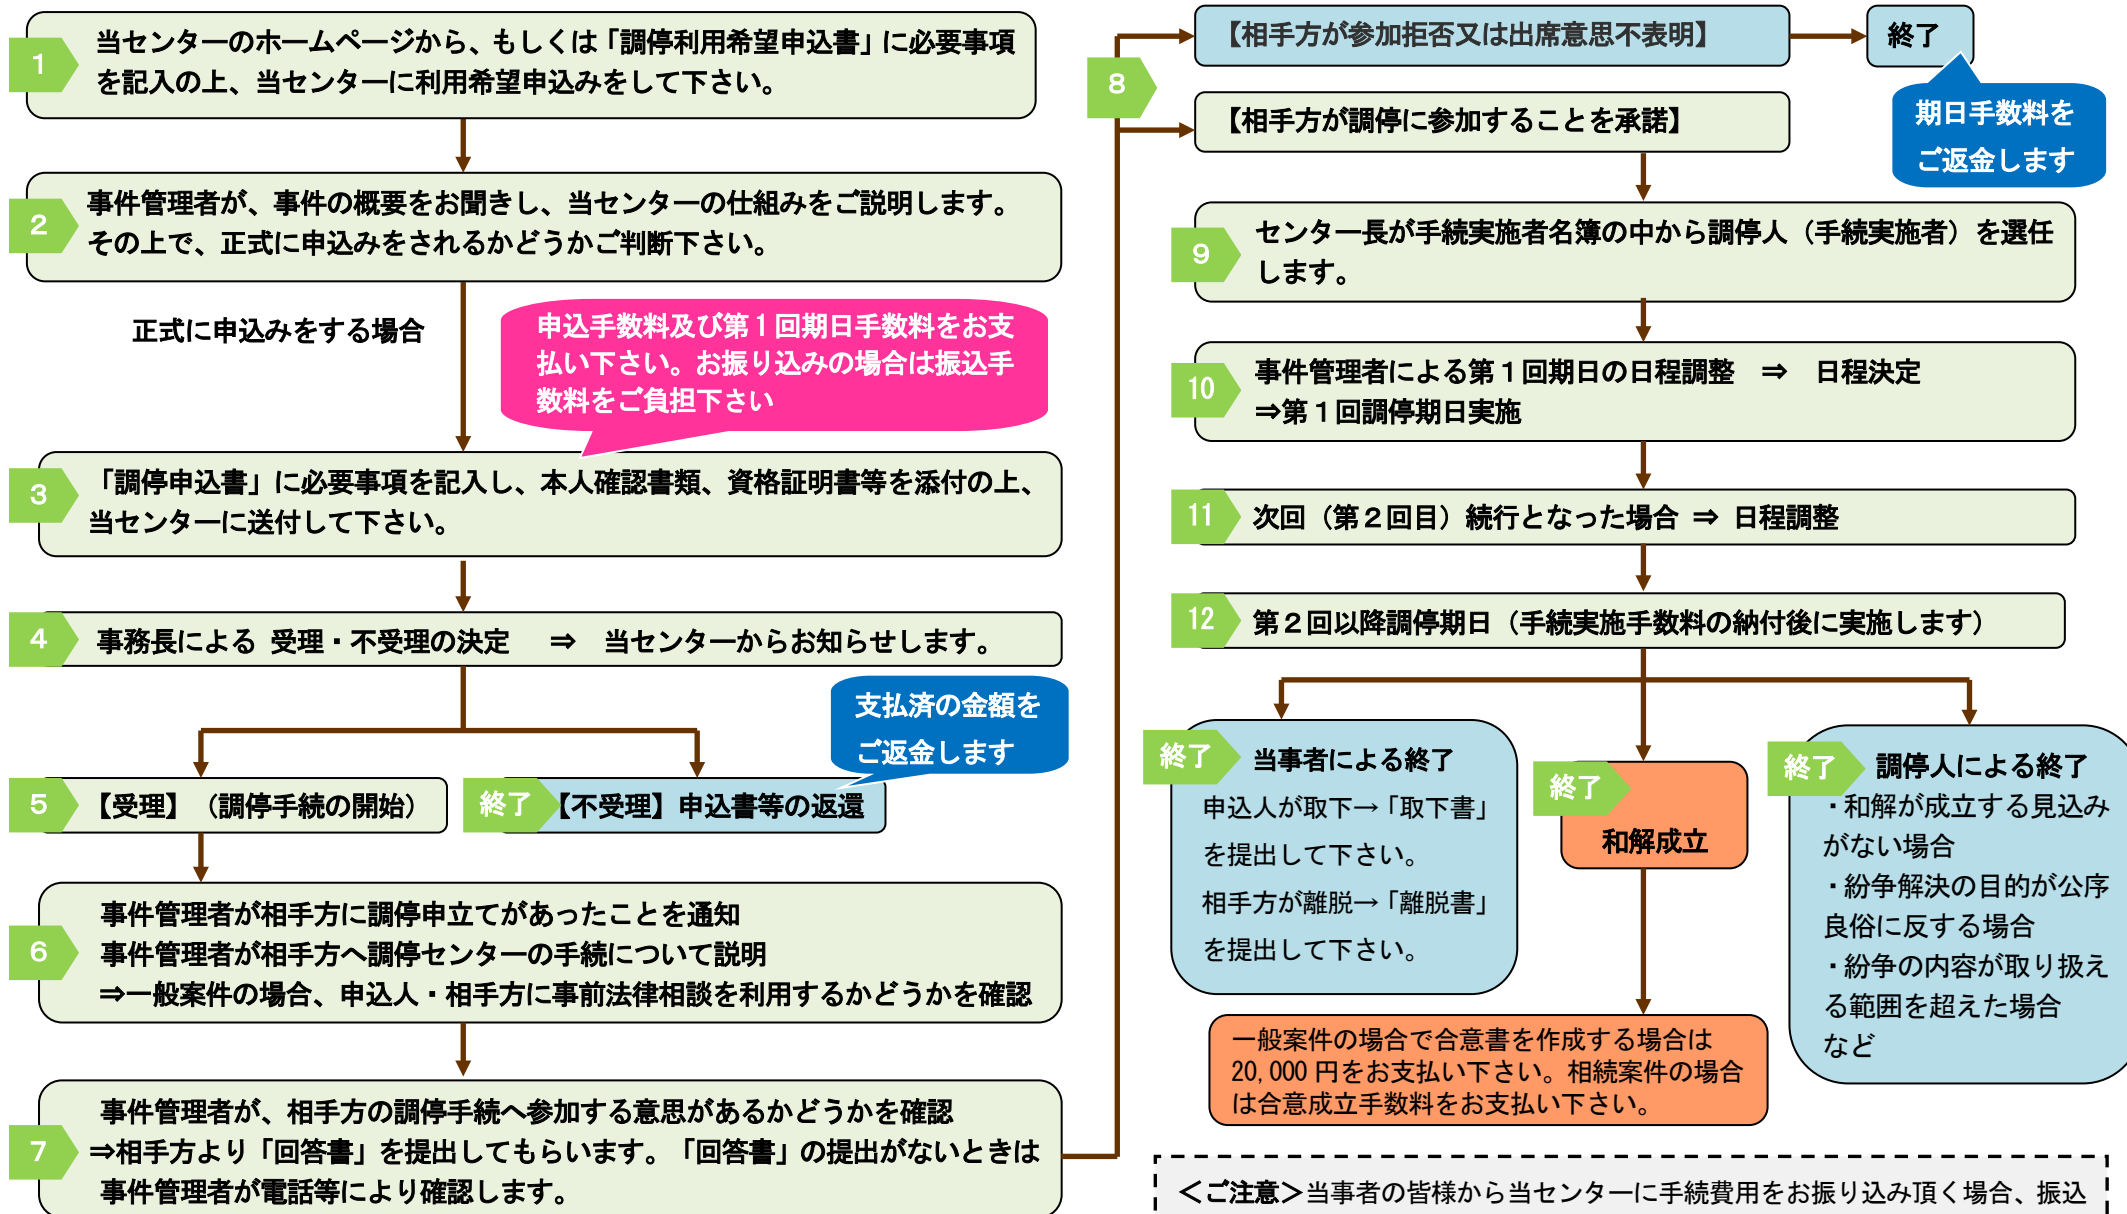 1
当センターのホームページから、もしくは「調停利用希望申込書」に必要事項
を記入の上、当センターに利用希望申込みをして下さい。
2
事件管理者が、事件の概要をお聞きし、当センターの仕組みをご説明します。
その上で、正式に申込みをされるかどうかご判断下さい。
正式に申込みをする場合
申込手数料及び第1回期日手数料をお支
払い下さい。お振り込みの場合は振込手
数料をご負担下さい
3
「調停申込書」に必要事項を記入し、本人確認書類、資格証明書等を添付の上、
当センターに送付して下さい。
4
事務長による 受理・不受理の決定　⇒　当センターからお知らせします。
支払済の金額を
ご返金します
5
【受理】（調停手続の開始）
終了
【不受理】申込書等の返還
6
事件管理者が相手方に調停申立てがあったことを通知
事件管理者が相手方へ調停センターの手続について説明
⇒一般案件の場合、申込人・相手方に事前法律相談を利用するかどうかを確認
7
事件管理者が、相手方の調停手続へ参加する意思があるかどうかを確認
⇒相手方より「回答書」を提出してもらいます。「回答書」の提出がないときは
事件管理者が電話等により確認します。
8
【相手方が参加拒否又は出席意思不表明】
終了
期日手数料を
ご返金します
【相手方が調停に参加することを承諾】
9
センター長が手続実施者名簿の中から調停人（手続実施者）を選任
します。
10
事件管理者による第1回期日の日程調整　⇒　日程決定
⇒第1回調停期日実施
11
次回（第2回目）続行となった場合 ⇒ 日程調整
12
第2回以降調停期日（手続実施手数料の納付後に実施します）
終了
当事者による終了
申込人が取下→「取下書」
を提出して下さい。
相手方が離脱→「離脱書」
を提出して下さい。
終了
和解成立
一般案件の場合で合意書を作成する場合は
20,000円をお支払い下さい。相続案件の場合
は合意成立手数料をお支払い下さい。
終了
調停人による終了
・和解が成立する見込み
がない場合
・紛争解決の目的が公序
良俗に反する場合
・紛争の内容が取り扱え
る範囲を超えた場合
など
＜ご注意＞当事者の皆様から当センターに手続費用をお振り込み頂く場合、振込